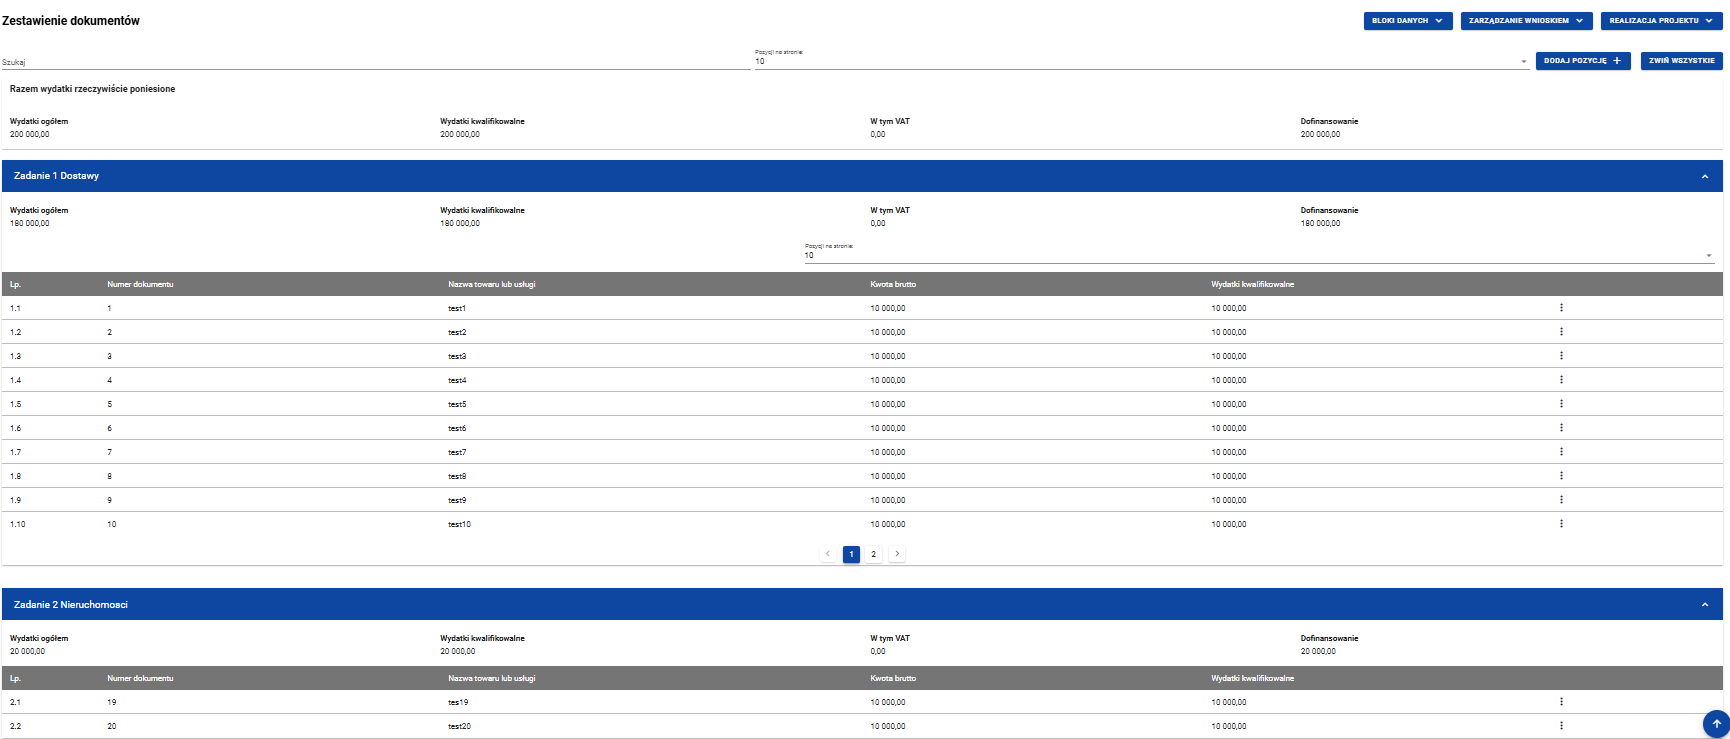 Zestawienie dokumentów
BLOKI DANYCH
ZARZĄDZANIE WNIOSKIEM
REALIZACJA PROJEKTU
Szukaj
Pozycji na stronie:
10
DODAJ POZYCJĘ
ZWIŃ WSZYSTKIE
Razem wydatki rzeczywiście poniesione
Wydatki ogółem Wydatki kwalifikowalne W tym VAT Dofinansowanie
200 000,00 200 000,00 0,00 200 000,00
Zadanie 1 Dostawy
Wydatki ogółem Wydatki kwalifikowalne W tym VAT Dofinansowanie
180 000,00 180 000,00 0,00 180 000,00
Pozycji na stronie:
10
Lp. Numer dokumentu Nazwa towaru lub usługi Kwota brutto Wydatki kwalifikowalne
1.1 1 test1 10 000,00 10 000,00
1.2 2 test2 10 000,00 10 000,00
1.3 3 test3 10 000,00 10 000,00
1.4 4 test4 10 000,00 10 000,00
1.5 5 test5 10 000,00 10 000,00
1.6 6 test6 10 000,00 10 000,00
1.7 7 test7 10 000,00 10 000,00
1.8 8 test8 10 000,00 10 000,00
1.9 9 test9 10 000,00 10 000,00
1.10 10 test10 10 000,00 10 000,00
1 2
Zadanie 2 Nieruchomosci
Wydatki ogółem Wydatki kwalifikowalne W tym VAT Dofinansowanie
20 000,00 20 000,00 0,00 20 000,00
Lp. Numer dokumentu Nazwa towaru lub usługi Kwota brutto Wydatki kwalifikowalne
2.1 19 tes19 10 000,00 10 000,00
2.2 20 test20 10 000,00 10 000,00